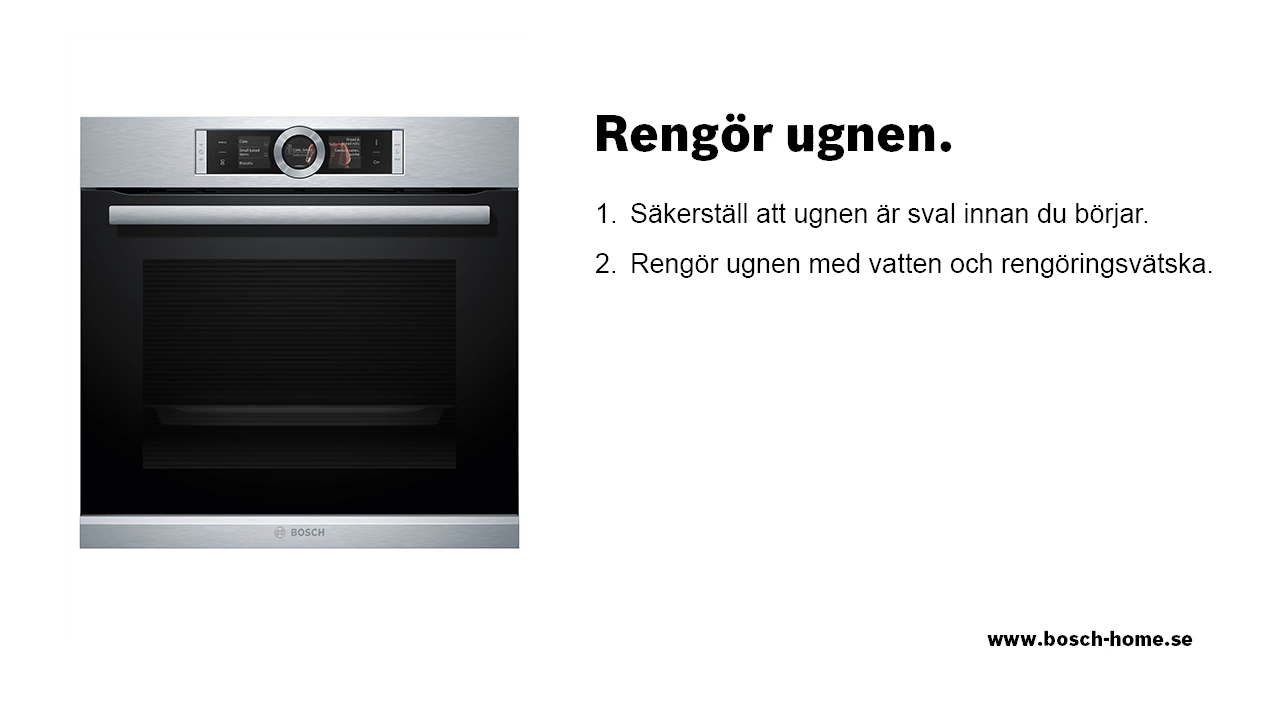 Rengör ugnen.
1. Säkerställ att ugnen är sval innan du börjar.
2. Rengör ugnen med vatten och rengöringsvätska.
BOSCH
www.bosch-home.se